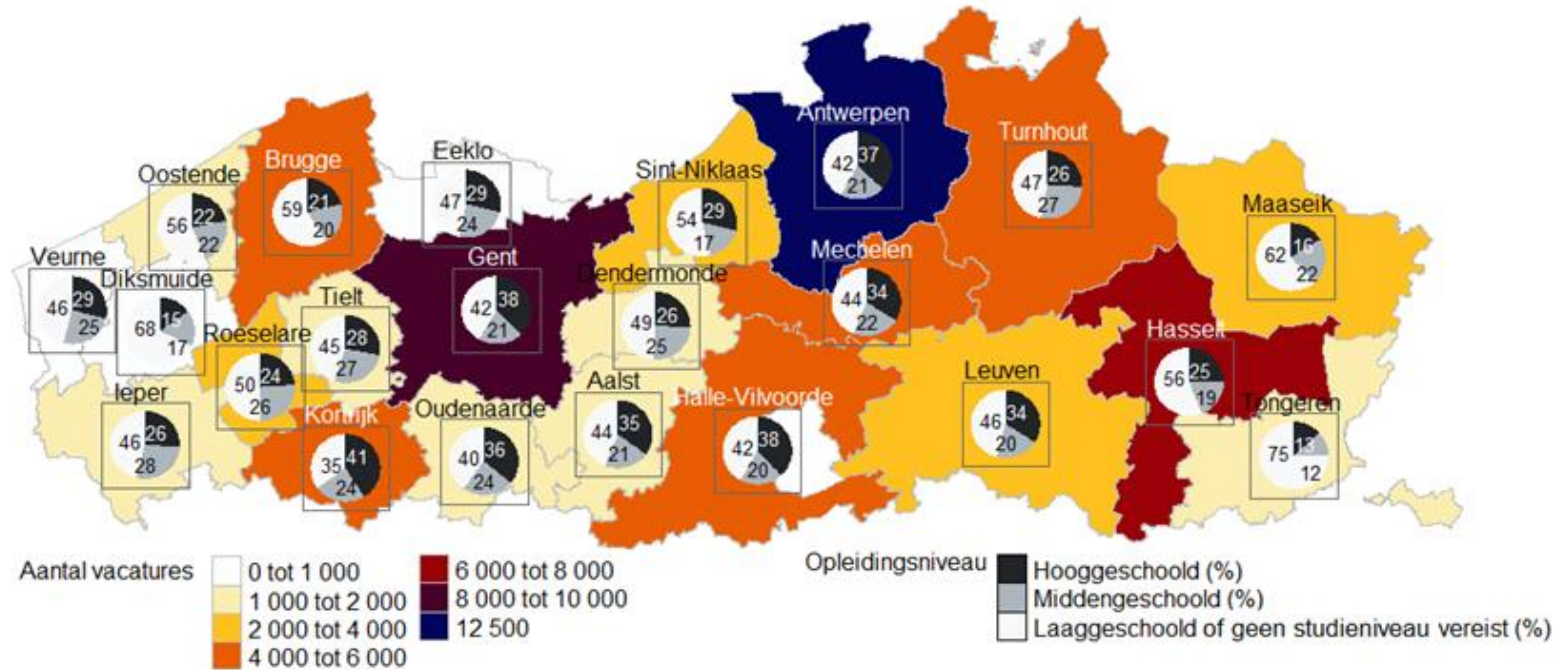 Antwerpen
42 37
21
Turnhout
47 26
27
Brugge
59 21
20
Eeklo
47 29
24
Oostende
56 22
22
Sint-Niklaas
54 29
17
Maaseik
62 16
22
Veurne
46 29
25
Diksmuide
68 15
17
Gent
42 38
21
Mechelen
44 34
22
Dendermonde
49 26
25
Tielt
45 28
27
Roeselare
50 24
26
Hasselt
56 25
19
Ieper
46 26
28
Kortrijk
35 41
24
Oudenaarde
40 36
24
Aalst
44 35
21
Halle-Vilvoorde
42 38
20
Leuven
46 34
20
Tongeren
75 13
12
Aantal vacatures
0 tot 1 000
1 000 tot 2 000
2 000 tot 4 000
4 000 tot 6 000
6 000 tot 8 000
8 000 tot 10 000
12 500
Opleidingsniveau
Hooggeschoold (%)
Middengeschoold (%)
Laaggeschoold of geen studieniveau vereist (%)